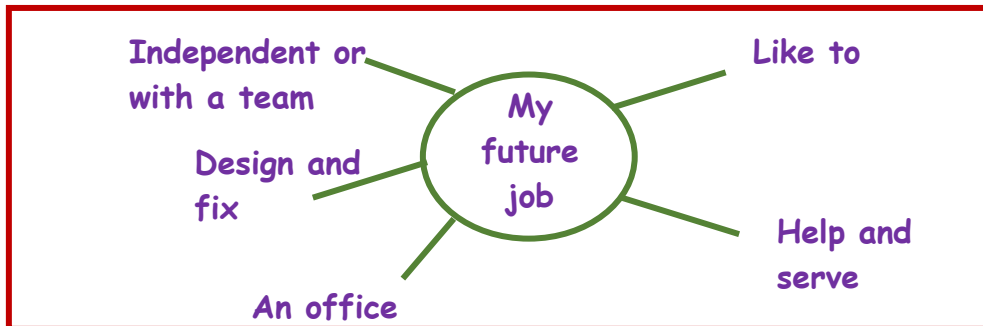 Independent or
with a team
Like to
My
future
job
Design and
fix
Help and
serve
An office